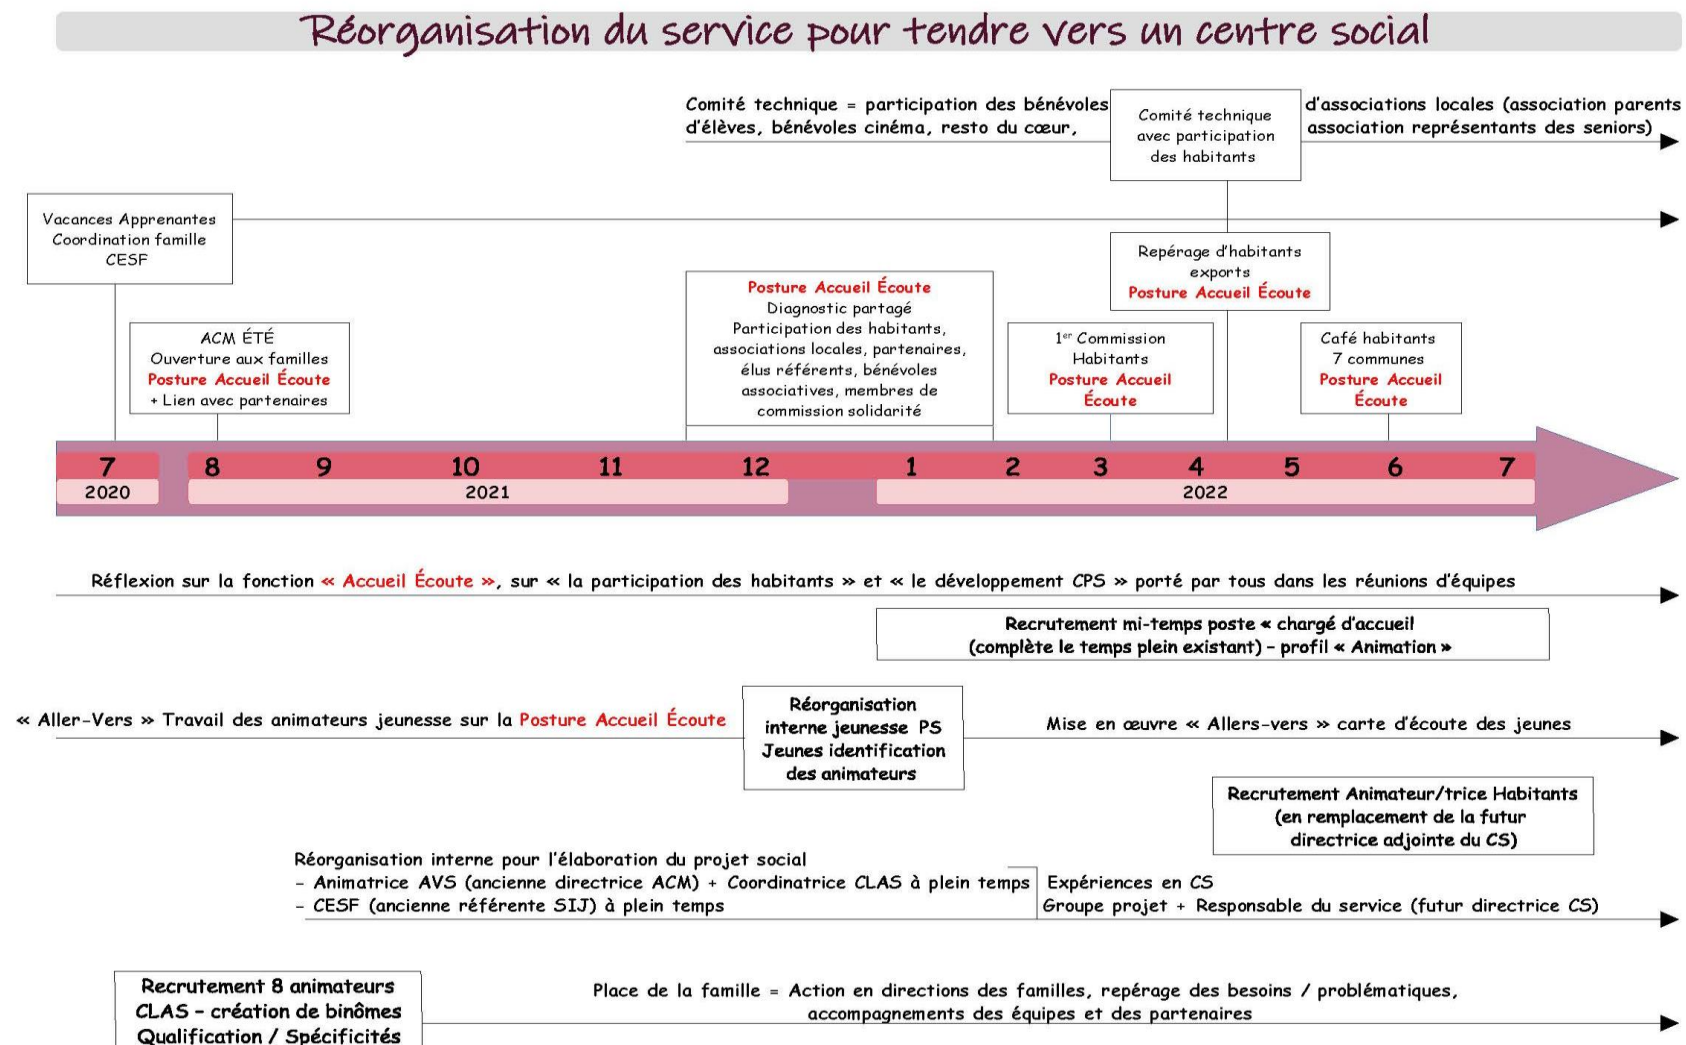 Réorganisation du service pour tendre vers un centre social
Comité technique = participation des bénévoles
d'élèves, bénévoles cinéma, resto du cœur,
Comité technique
avec participation
des habitants
d'associations locales (association parents
association représentants des seniors)
Vacances Apprenantes
Coordination famille
CESF
Repérage d'habitants
exports
Posture Accueil Écoute
ACM ÉTÉ
Ouverture aux familles
Posture Accueil Écoute
+ Lien avec partenaires
Posture Accueil Écoute
Diagnostic partagé
Participation des habitants,
associations locales, partenaires,
élus référents, bénévoles
associatives, membres de
commission solidarité
1er Commission
Habitants
Posture Accueil
Écoute
Café habitants
7 communes
Posture Accueil
Écoute
7 8 9 10 11 12 1 2 3 4 5 6 7
2020 2021 2022
Réflexion sur la fonction « Accueil Écoute », sur « la participation des habitants » et « le développement CPS » porté par tous dans les réunions d'équipes
Recrutement mi-temps poste « chargé d'accueil
(complète le temps plein existant) – profil « Animation »
« Aller-Vers » Travail des animateurs jeunesse sur la Posture Accueil Écoute
Réorganisation
interne jeunesse PS
Jeunes identification
des animateurs
Mise en œuvre « Allers-vers » carte d'écoute des jeunes
Recrutement Animateur/trice Habitants
(en remplacement de la futur
directrice adjointe du CS)
Réorganisation interne pour l'élaboration du projet social
- Animatrice AVS (ancienne directrice ACM) + Coordinatrice CLAS à plein temps
- CESF (ancienne référente SIJ) à plein temps
Expériences en CS
Groupe projet + Responsable du service (futur directrice CS)
Recrutement 8 animateurs
CLAS – création de binômes
Qualification / Spécificités
Place de la famille = Action en directions des familles, repérage des besoins / problématiques,
accompagnements des équipes et des partenaires